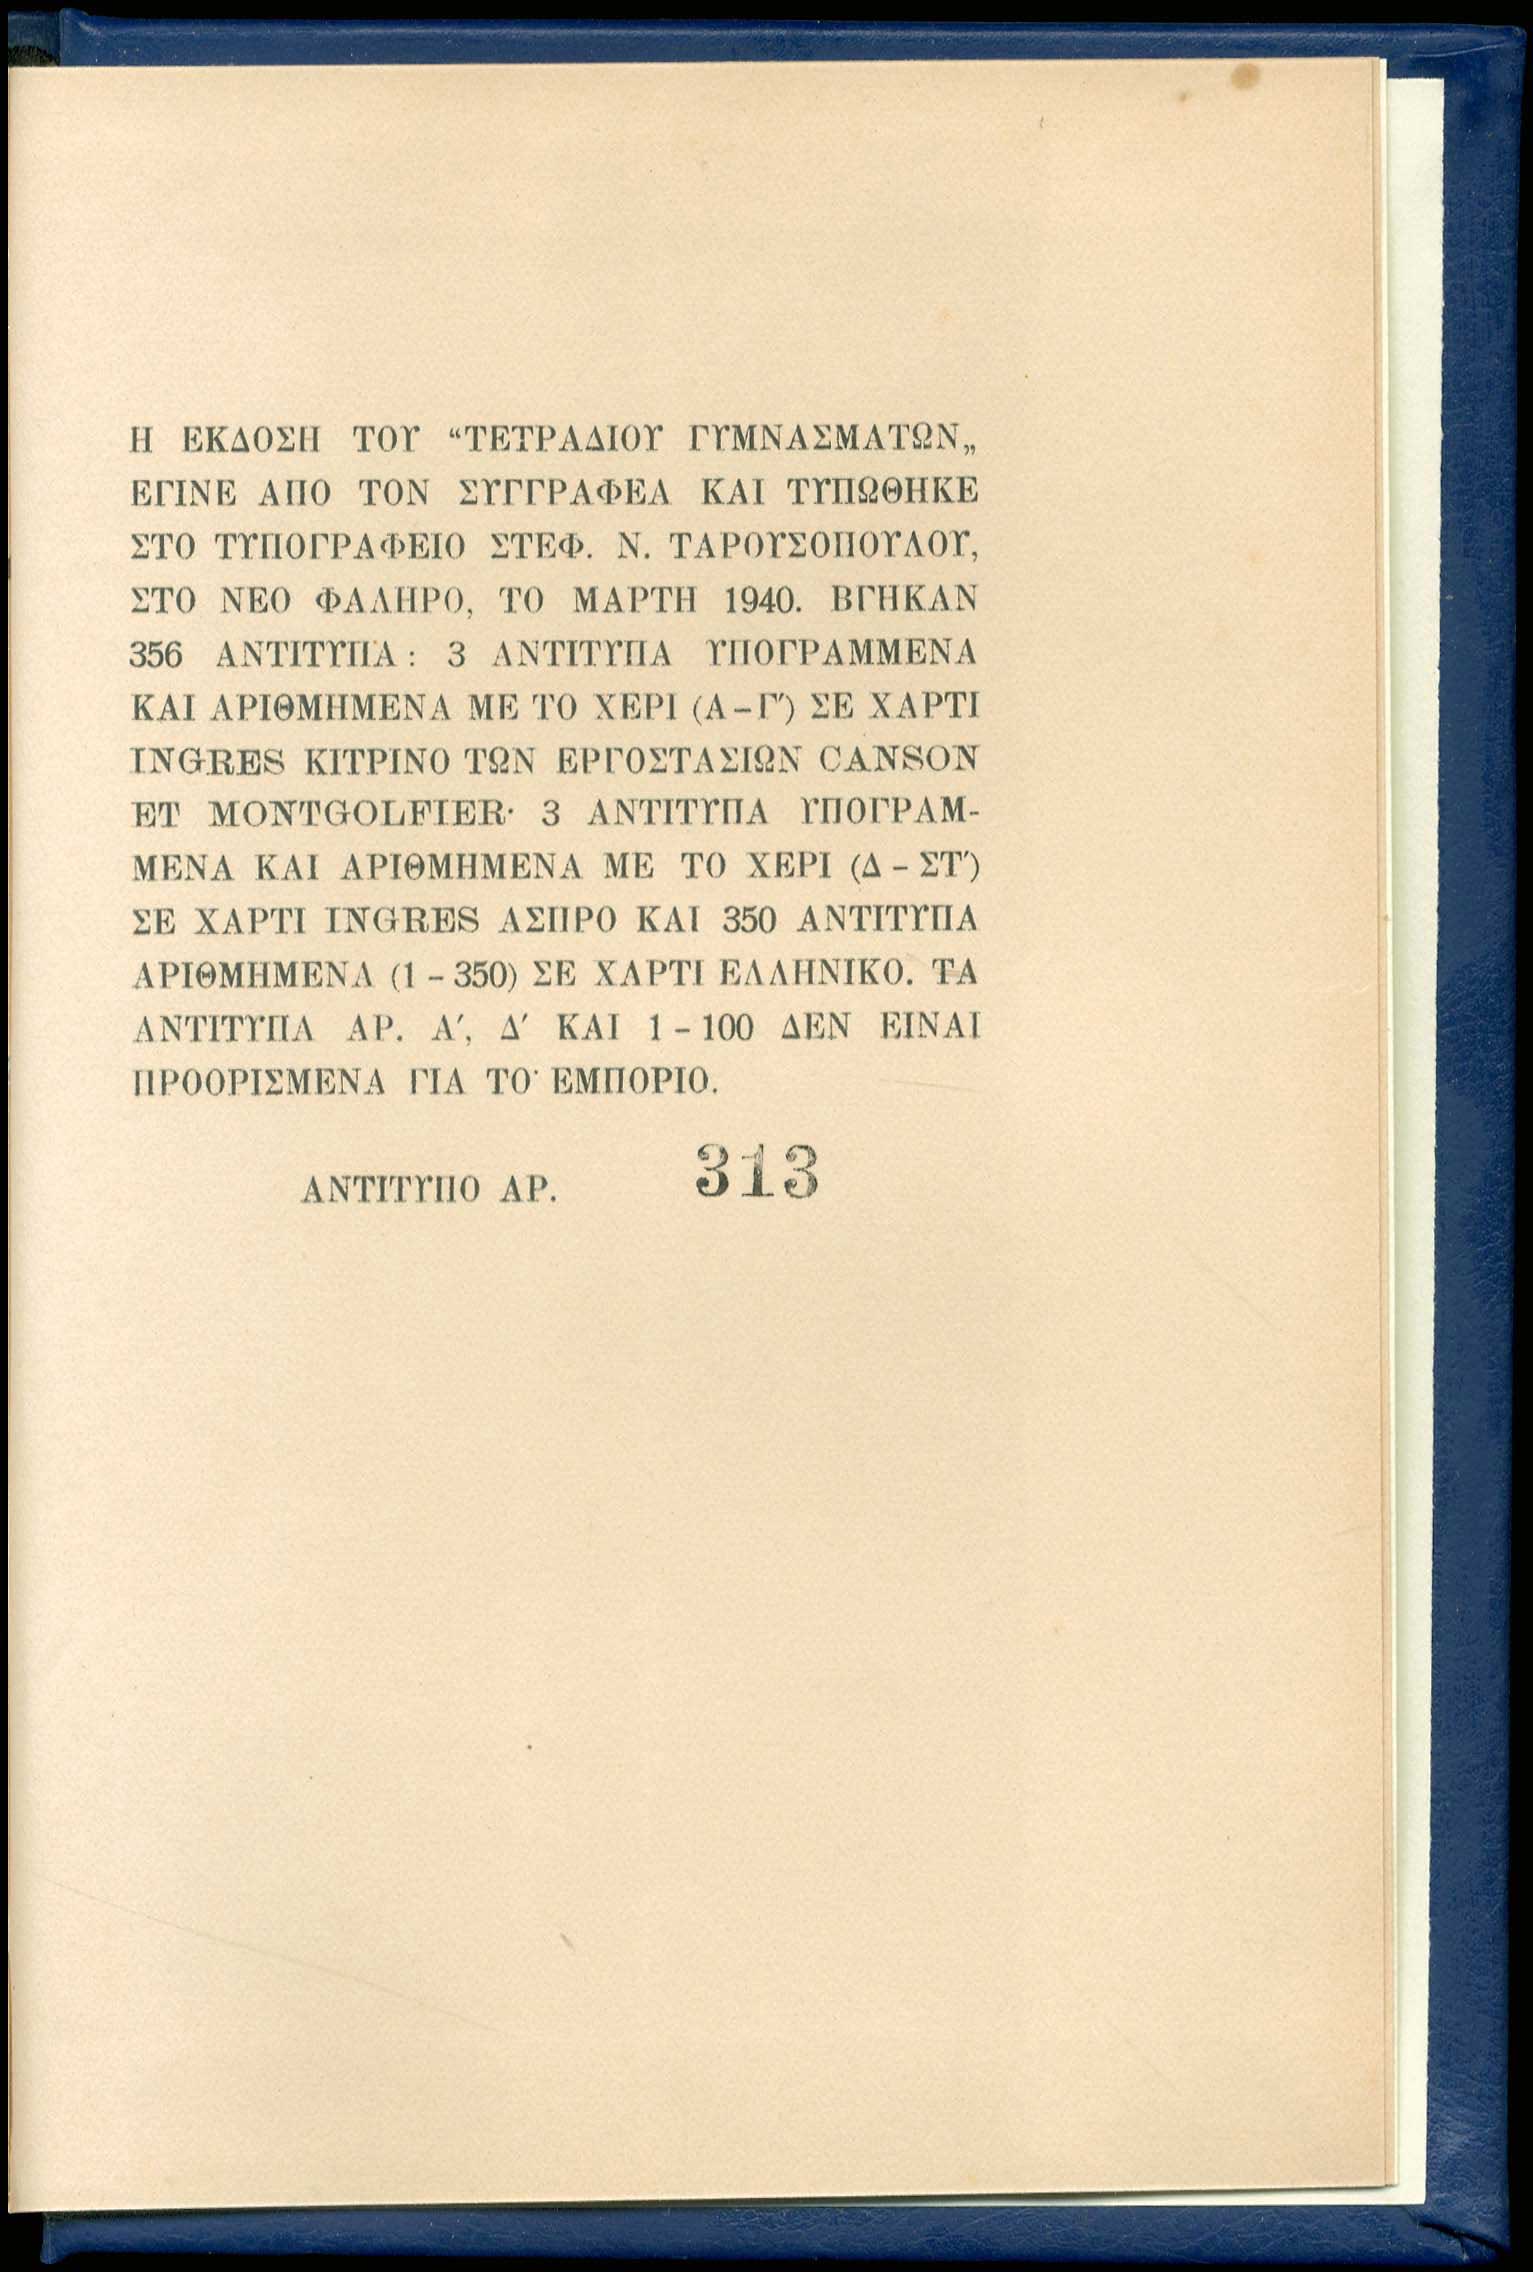 Η ΕΚΔΟΣΗ ΤΟΥ “ΤΕΤΡΑΔΙΟΥ ΓΥΜΝΑΣΜΑΤΩΝ„
ΕΓΙΝΕ ΑΠΟ ΤΟΝ ΣΥΓΓΡΑΦΕΑ ΚΑΙ ΤΥΠΩΘΗΚΕ
ΣΤΟ ΤΥΠΟΓΡΑΦΕΙΟ ΣΤΕΦ. Ν. ΤΑΡΟΥΣΟΠΟΥΛΟΥ,
ΣΤΟ ΝΕΟ ΦΑΛΗΡΟ, ΤΟ ΜΑΡΤΗ 1940. ΒΓΗΚΑΝ
356 ΑΝΤΙΤΥΠΑ : 3 ΑΝΤΙΤΥΠΑ ΥΠΟΓΡΑΜΜΕΝΑ
ΚΑΙ ΑΡΙΘΜΗΜΕΝΑ ΜΕ ΤΟ ΧΕΡΙ (Α – Γ′) ΣΕ ΧΑΡΤΙ
INGRES ΚΙΤΡΙΝΟ ΤΩΝ ΕΡΓΟΣΤΑΣΙΩΝ CANSON
ET MONTGOLFIER· 3 ΑΝΤΙΤΥΠΑ ΥΠΟΓΡΑΜ-
ΜΕΝΑ ΚΑΙ ΑΡΙΘΜΗΜΕΝΑ ΜΕ ΤΟ ΧΕΡΙ (Δ – ΣΤ′)
ΣΕ ΧΑΡΤΙ INGRES ΑΣΠΡΟ ΚΑΙ 350 ΑΝΤΙΤΥΠΑ
ΑΡΙΘΜΗΜΕΝΑ (1 – 350) ΣΕ ΧΑΡΤΙ ΕΛΛΗΝΙΚΟ. ΤΑ
ΑΝΤΙΤΥΠΑ ΑΡ. Α′, Δ′ ΚΑΙ 1 – 100 ΔΕΝ ΕΙΝΑΙ
ΠΡΟΟΡΙΣΜΕΝΑ ΓΙΑ ΤΟ ΕΜΠΟΡΙΟ.
ΑΝΤΙΤΥΠΟ ΑΡ. 313